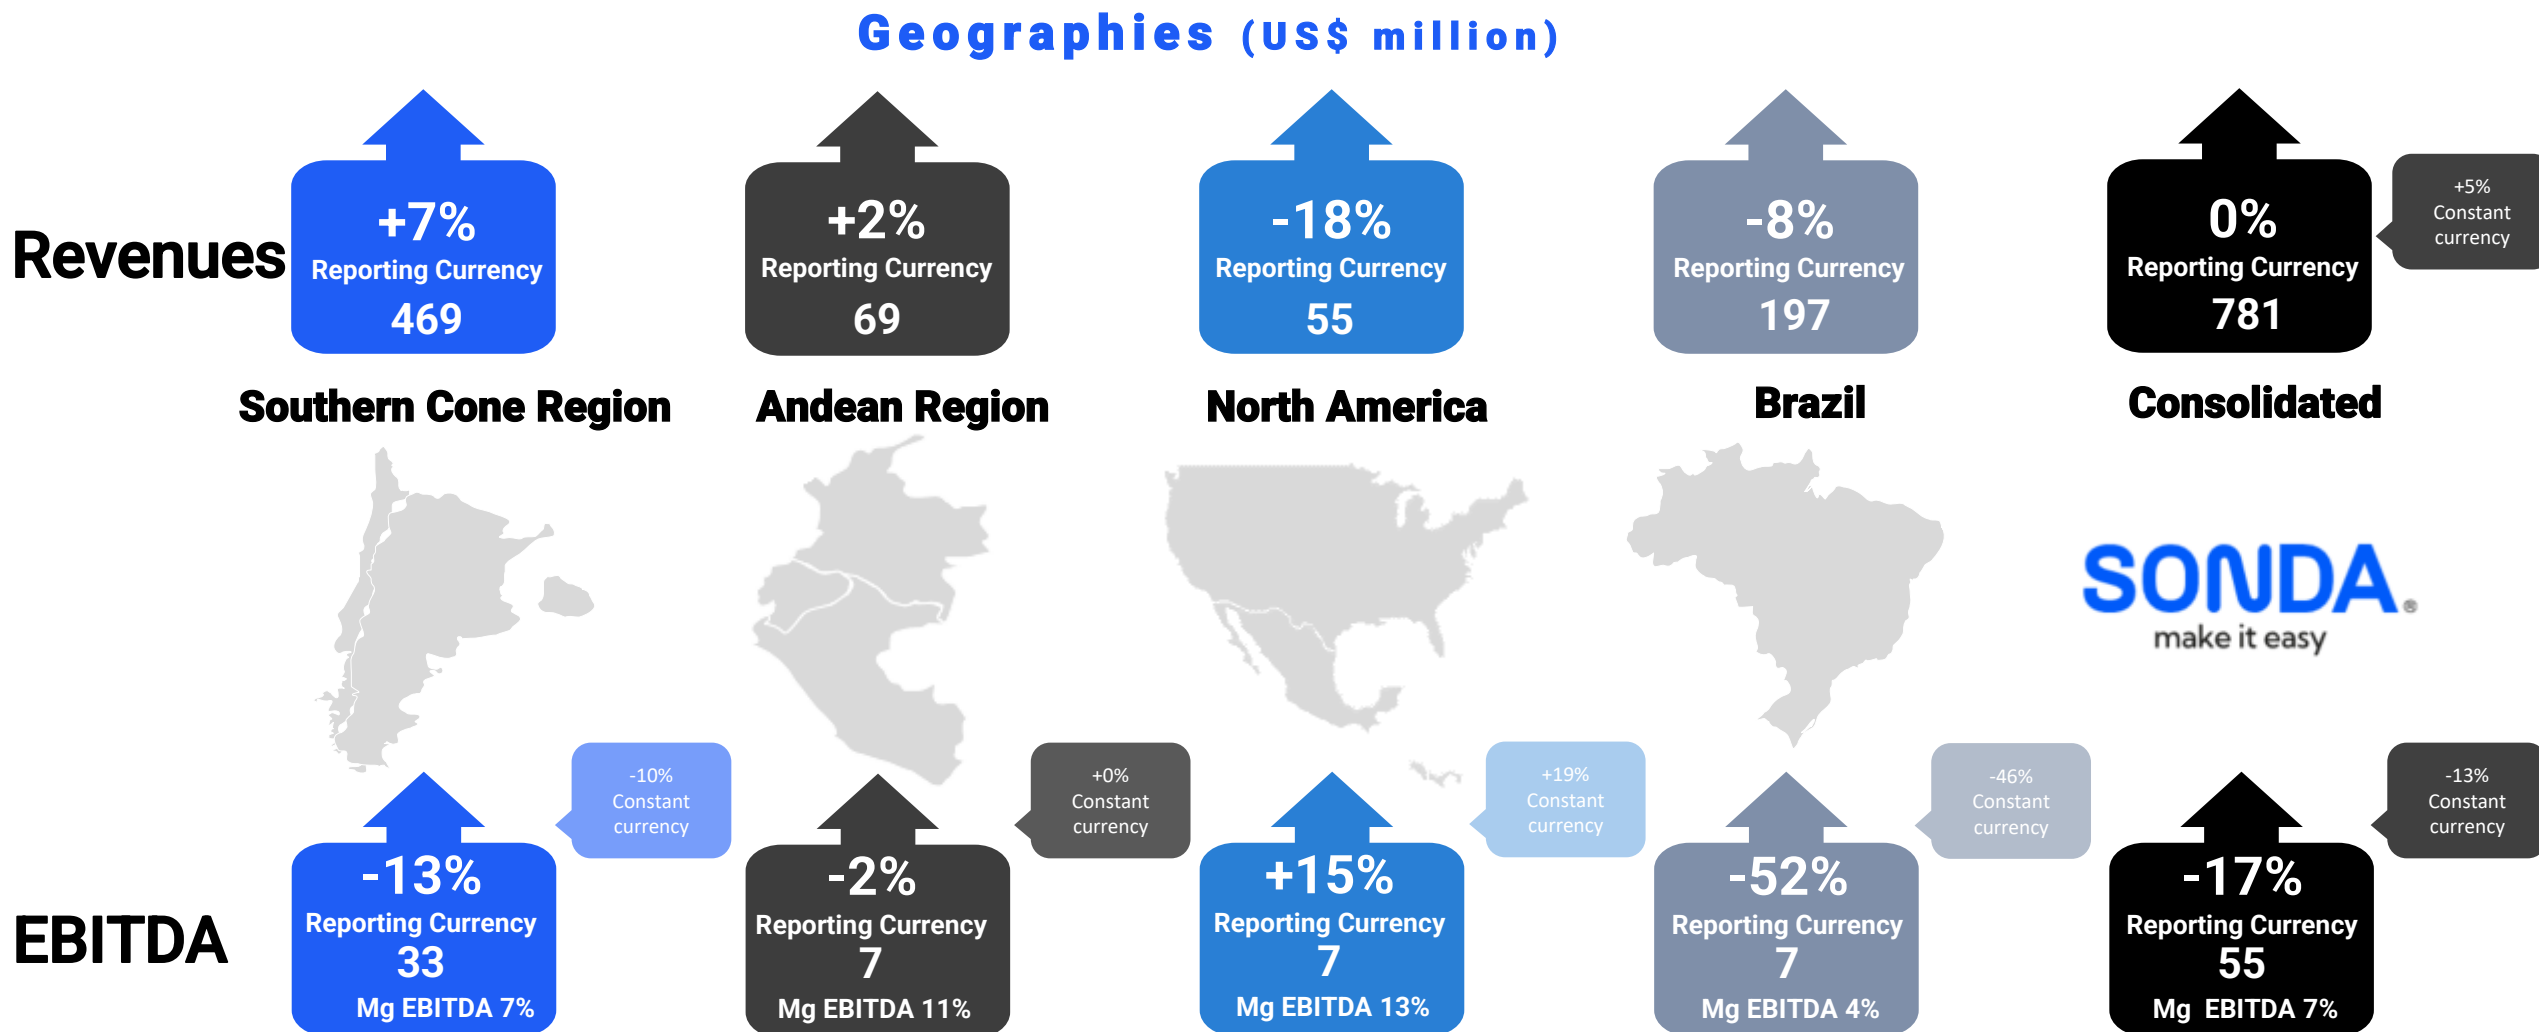 Geographies (US$ million)
Revenues
+7%
Reporting Currency
469
+2%
Reporting Currency
69
-18%
Reporting Currency
55
-8%
Reporting Currency
197
0%
Reporting Currency
781
+5%
Constant
currency
Southern Cone Region
Andean Region
North America
Brazil
Consolidated
SONDA®
make it easy
EBITDA
-13%
Reporting Currency
33
Mg EBITDA 7%
-10%
Constant
currency
-2%
Reporting Currency
7
Mg EBITDA 11%
+0%
Constant
currency
+15%
Reporting Currency
7
Mg EBITDA 13%
+19%
Constant
currency
-52%
Reporting Currency
7
Mg EBITDA 4%
-46%
Constant
currency
-17%
Reporting Currency
55
Mg EBITDA 7%
-13%
Constant
currency